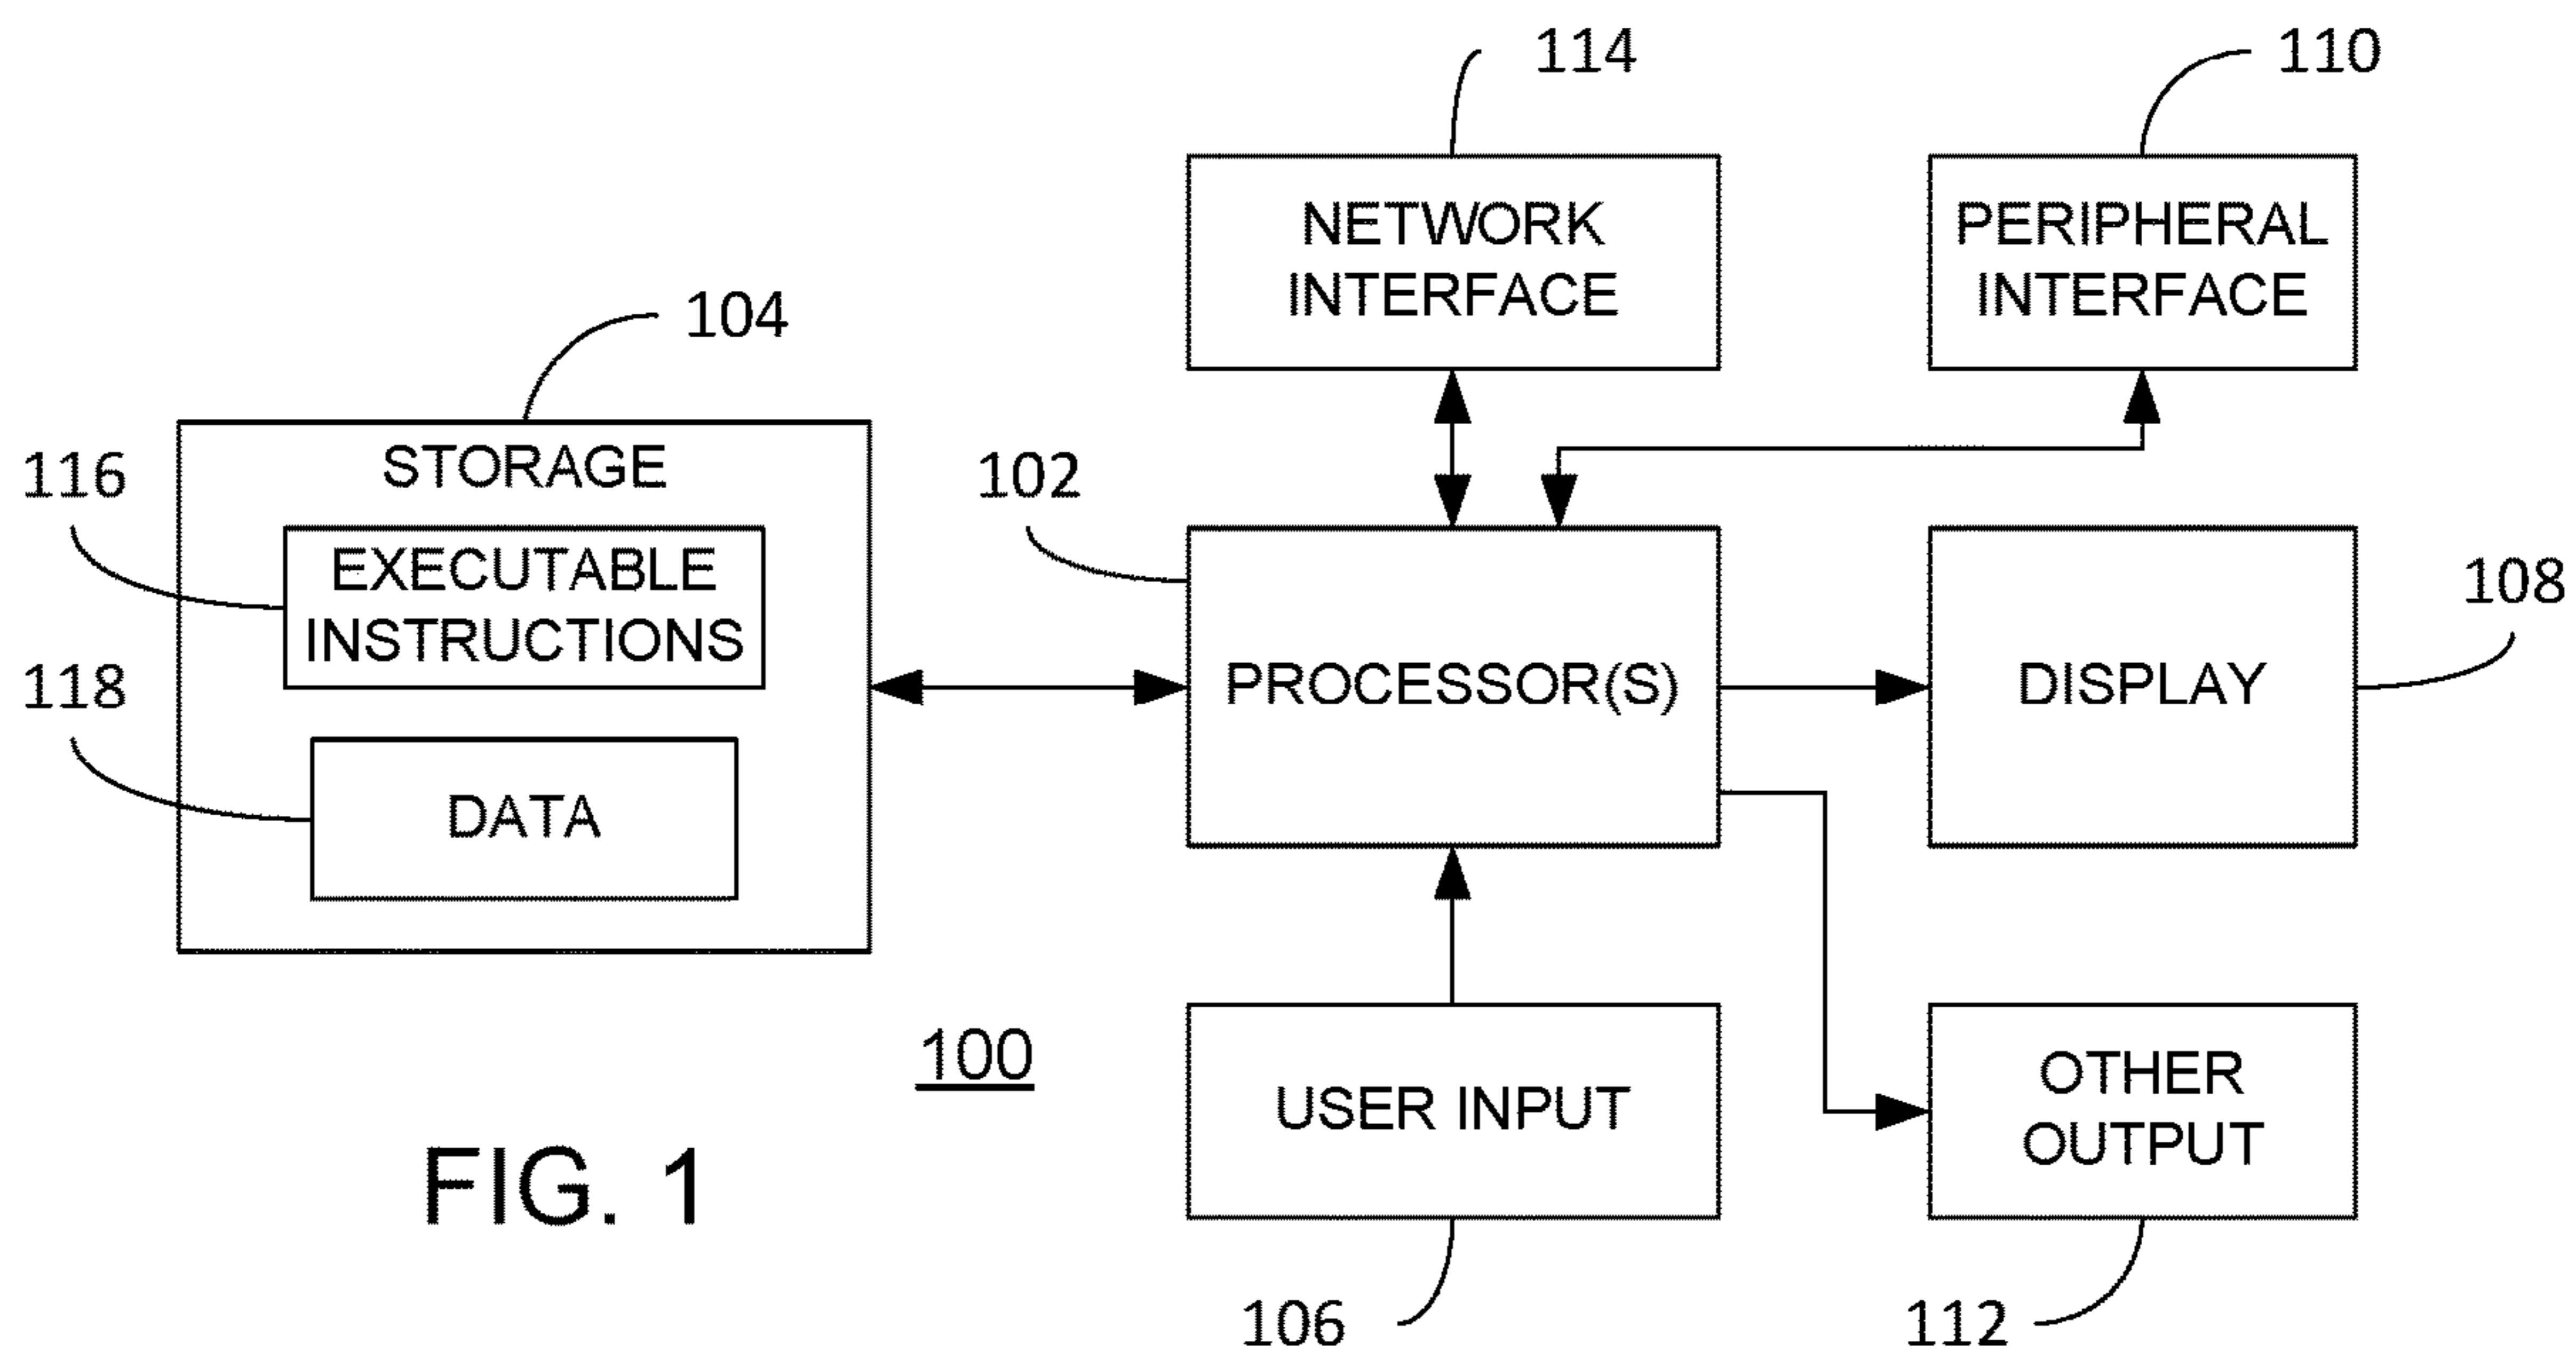 114
110
NETWORK
INTERFACE
PERIPHERAL
INTERFACE
104
STORAGE
116
EXECUTABLE
INSTRUCTIONS
118
DATA
102
PROCESSOR(S)
DISPLAY
108
100
USER INPUT
OTHER
OUTPUT
FIG. 1
106
112